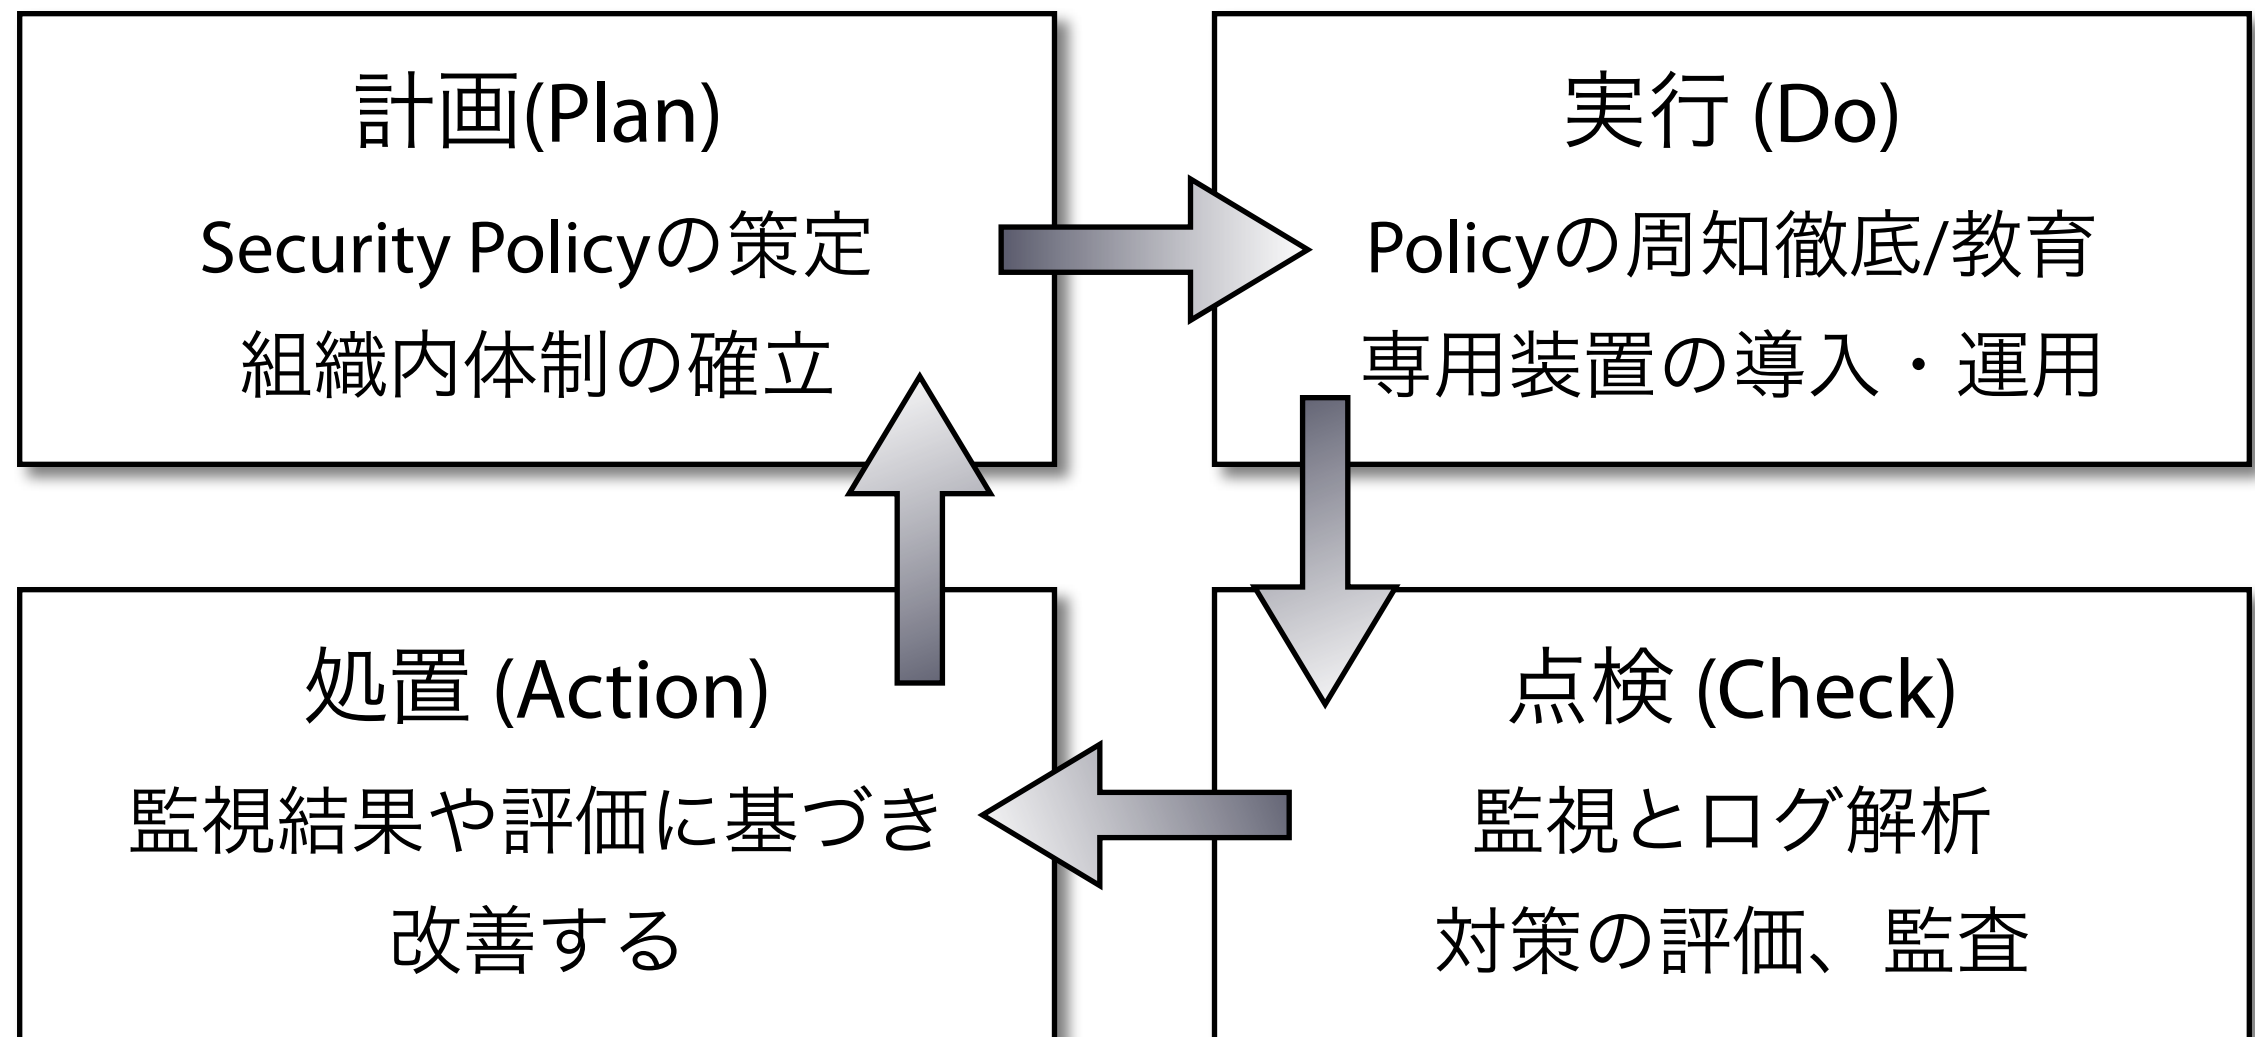 計画(Plan)
Security Policyの策定
組織内体制の確立
実行 (Do)
Policyの周知徹底/教育
専用装置の導入・運用
処置 (Action)
監視結果や評価に基づき
改善する
点検 (Check)
監視とログ解析
対策の評価、監査